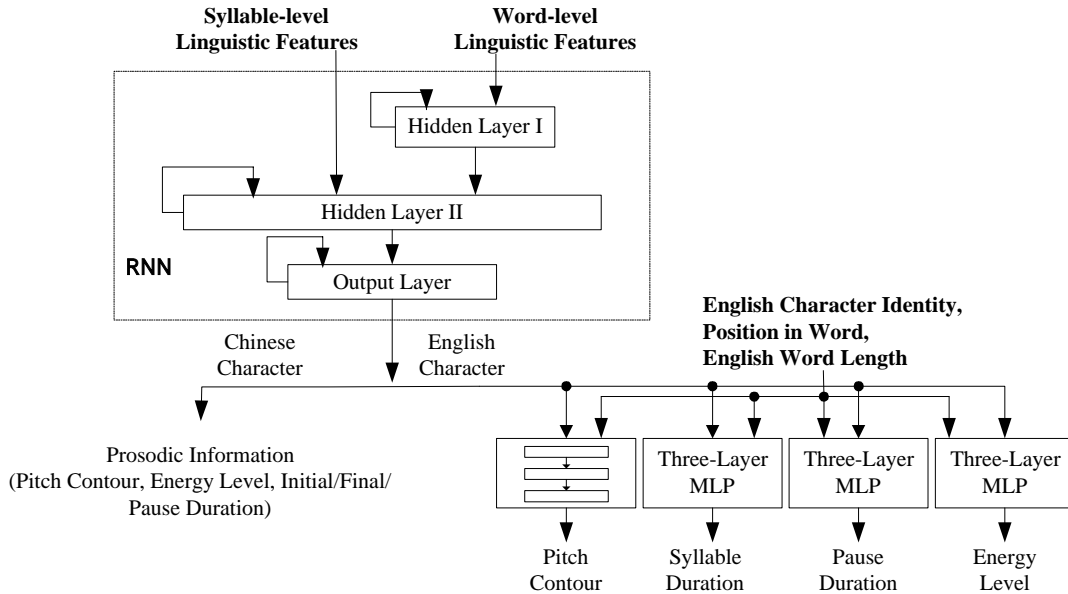 Syllable-level
Linguistic Features
Word-level
Linguistic Features
Hidden Layer I
Hidden Layer II
RNN
Output Layer
English Character Identity,
Position in Word,
English Word Length
Chinese
Character
English
Character
Prosodic Information
(Pitch Contour, Energy Level, Initial/Final/
Pause Duration)
Three-Layer
MLP
Three-Layer
MLP
Three-Layer
MLP
Pitch
Contour
Syllable
Duration
Pause
Duration
Energy
Level